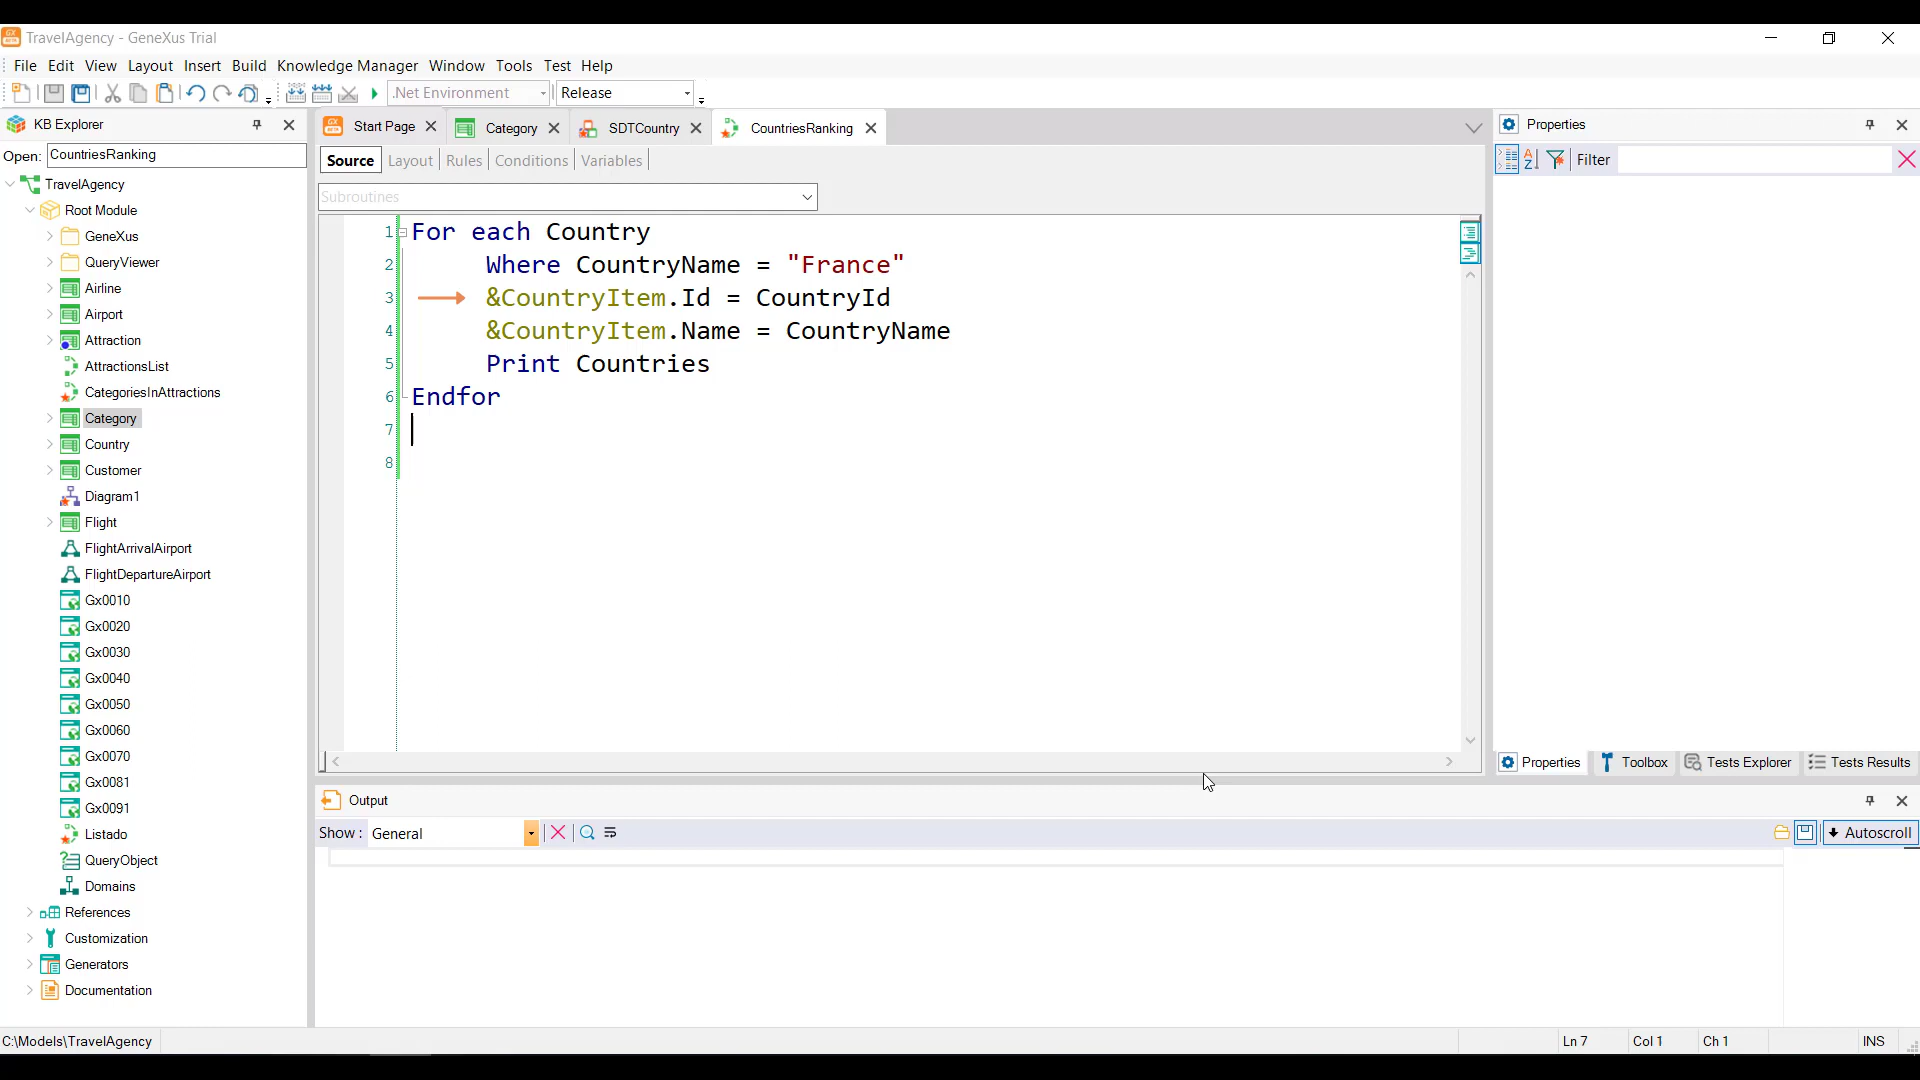 TravelAgency - GeneXus Trial
File Edit View Layout Insert Build Knowledge Manager Window Tools Test Help
.Net Environment Release
KB Explorer
Open: CountriesRanking
TravelAgency
Root Module
GeneXus
QueryViewer
Airline
Airport
Attraction
AttractionsList
CategoriesInAttractions
Category
Country
Customer
Diagram1
Flight
FlightArrivalAirport
FlightDepartureAirport
Gx0010
Gx0020
Gx0030
Gx0040
Gx0050
Gx0060
Gx0070
Gx0081
Gx0091
Listado
QueryObject
Domains
References
Customization
Generators
Documentation
Start Page Category SDTCountry CountriesRanking
Source Layout Rules Conditions Variables
Subroutines
1 For each Country
2 Where CountryName = "France"
3 &CountryItem.Id = CountryId
4 &CountryItem.Name = CountryName
5 Print Countries
6 Endfor
7
8
Properties
Filter
Properties Toolbox Tests Explorer Tests Results
Output
Show : General Autoscroll
C:\Models\TravelAgency Ln 7 Col 1 Ch 1 INS